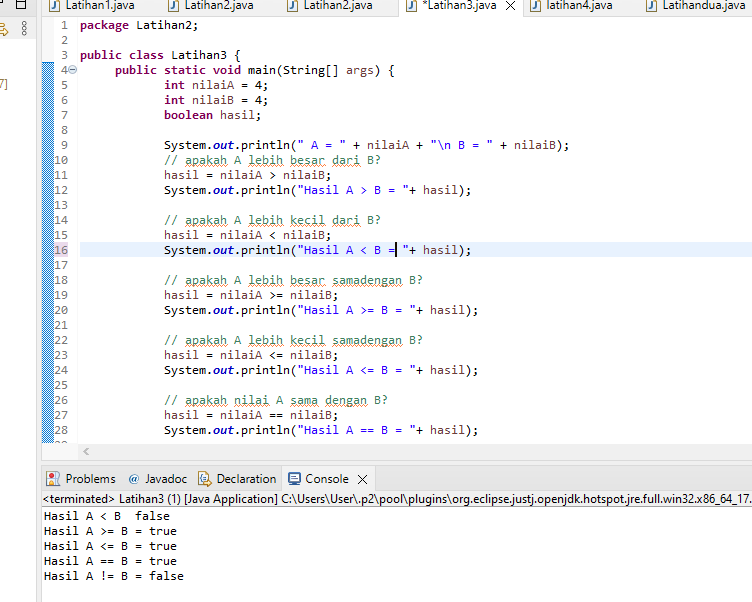 Latihan1.java Latihan2.java Latihan2.java *Latihan3.java latihan4.java Latihandua.java
1 package Latihan2;
2
3 public class Latihan3 {
4 public static void main(String[] args) {
5 int nilaiA = 4;
6 int nilaiB = 4;
7 boolean hasil;
8
9 System.out.println(" A = " + nilaiA + "\n B = " + nilaiB);
10 // apakah A lebih besar dari B?
11 hasil = nilaiA > nilaiB;
12 System.out.println("Hasil A > B = "+ hasil);
13
14 // apakah A lebih kecil dari B?
15 hasil = nilaiA < nilaiB;
16 System.out.println("Hasil A < B = "+ hasil);
17
18 // apakah A lebih besar samadengan B?
19 hasil = nilaiA >= nilaiB;
20 System.out.println("Hasil A >= B = "+ hasil);
21
22 // apakah A lebih kecil samadengan B?
23 hasil = nilaiA <= nilaiB;
24 System.out.println("Hasil A <= B = "+ hasil);
25
26 // apakah nilai A sama dengan B?
27 hasil = nilaiA == nilaiB;
28 System.out.println("Hasil A == B = "+ hasil);
Problems @ Javadoc Declaration Console
<terminated> Latihan3 (1) [Java Application] C:\Users\User\.p2\pool\plugins\org.eclipse.justj.openjdk.hotspot.jre.full.win32.x86_64_17.
Hasil A < B  false
Hasil A >= B = true
Hasil A <= B = true
Hasil A == B = true
Hasil A != B = false